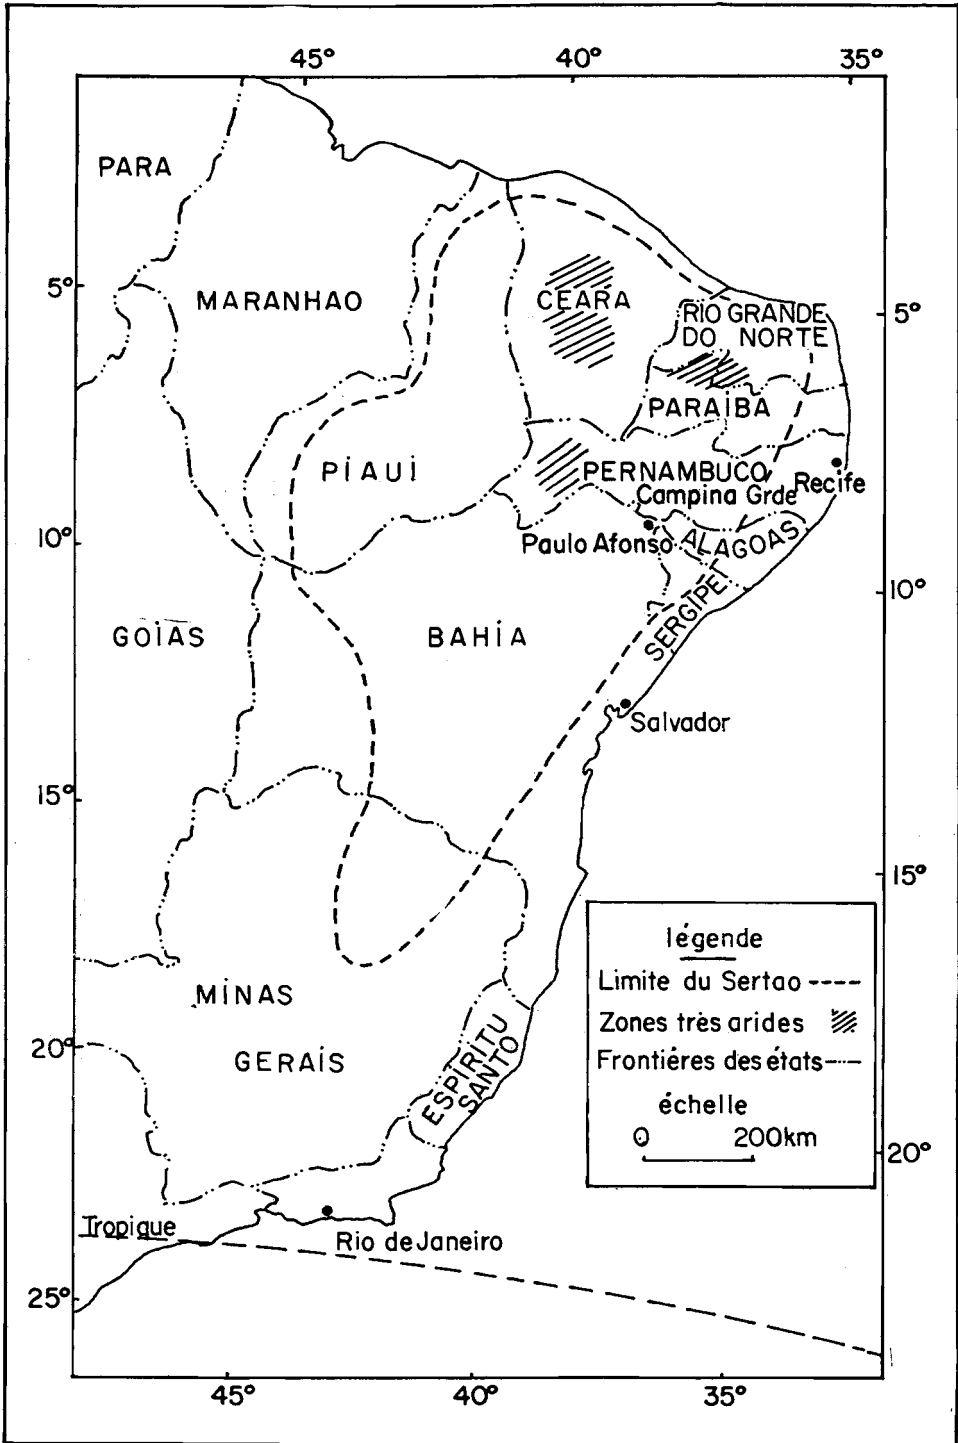 45° 40° 35°
PARA
5°
MARANHAO
CEARA
RIO GRANDE
DO NORTE
5°
PARAIBA
PIAUI
PERNAMBUCO
Recife
Campina Grde
10°
Paulo Afonso
ALAGOAS
10°
SERGIPE
GOIAS
BAHIA
Salvador
15°
15°
légende
Limite du Sertao
Zones très arides
Frontiéres des états
échelle
0 200km
MINAS
GERAIS
20°
ESPIRITU
SANTO
20°
Tropique
Rio de Janeiro
25°
45° 40° 35°